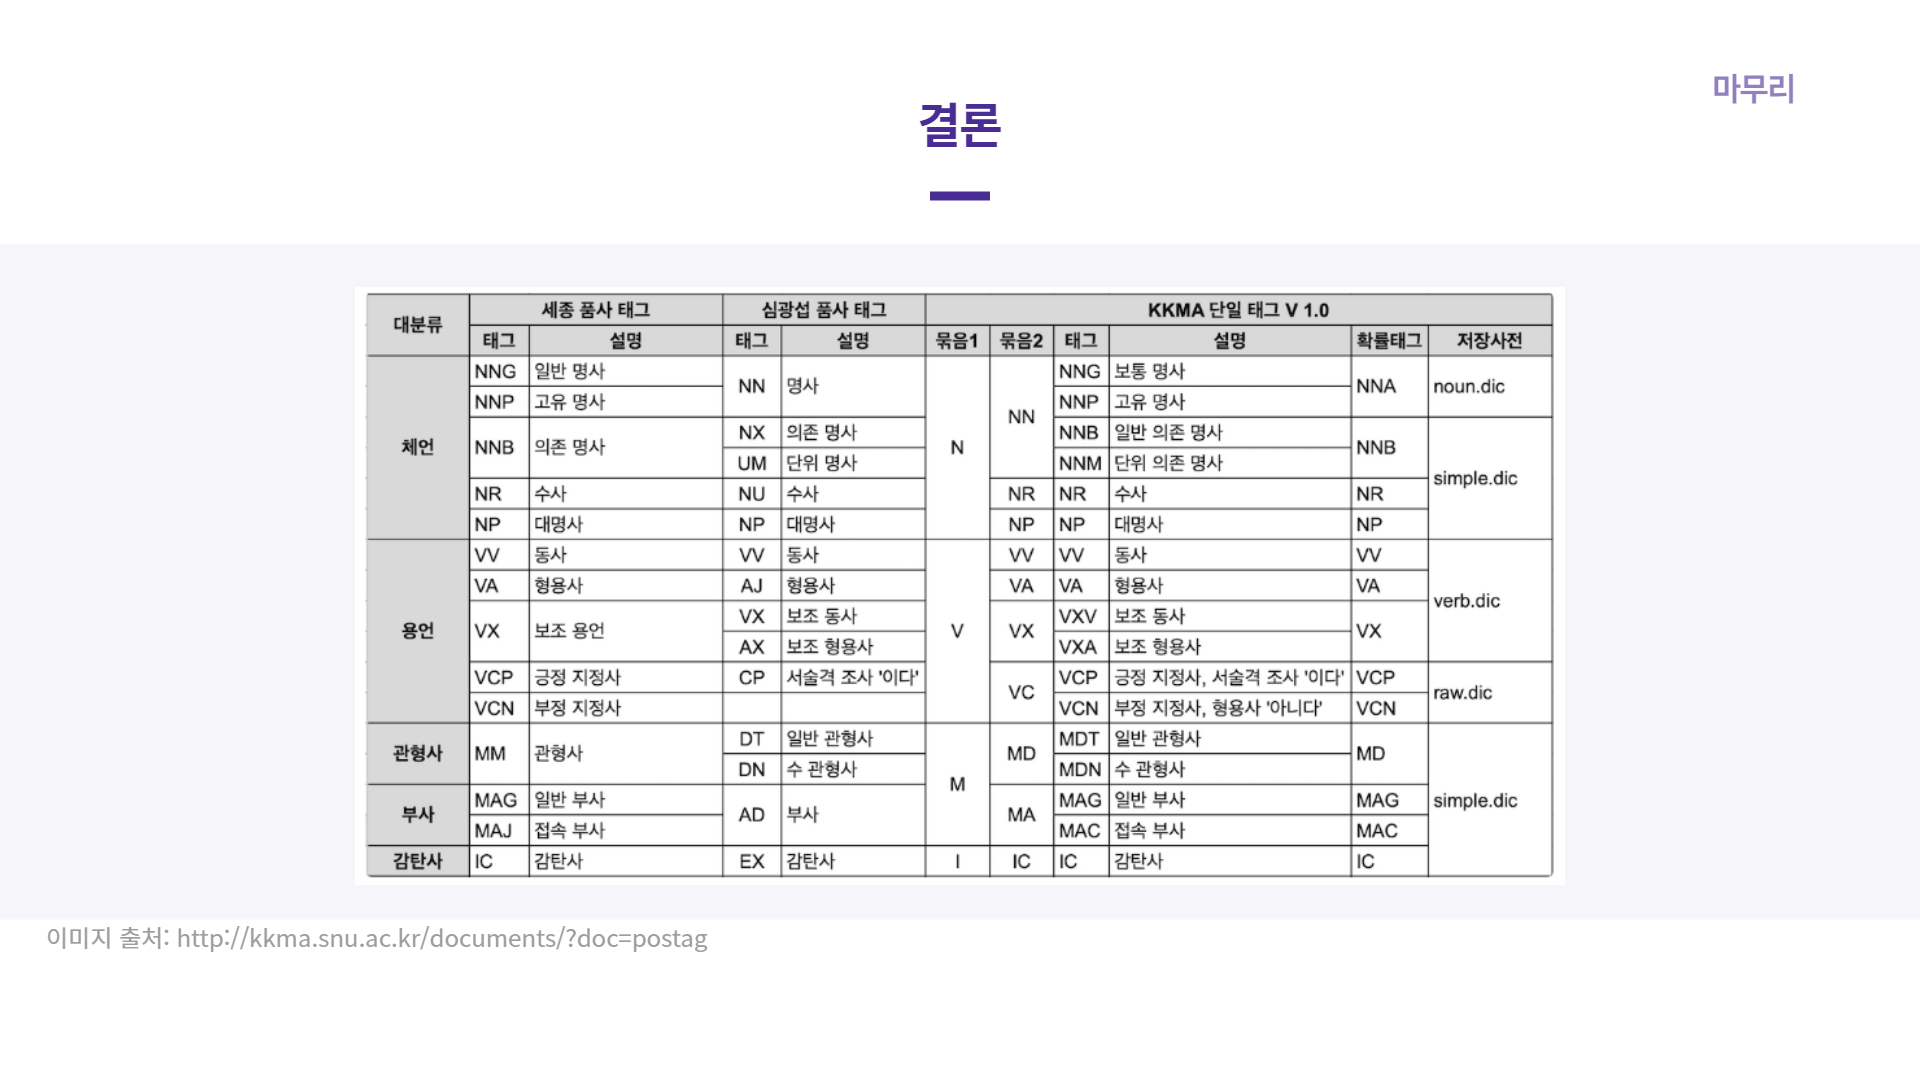 마무리
결론
대분류 세종 품사 태그 심광섭 품사 태그 KKMA 단일 태그 V 1.0
태그 설명 태그 설명 묶음1 묶음2 태그 설명 확률태그 저장사전
체언 NNG 일반 명사 NN 명사 N NN NNG 보통 명사 NNA noun.dic
NNP 고유 명사 NNP 고유 명사
NNB 의존 명사 NX 의존 명사 NNB 일반 의존 명사 NNB simple.dic
UM 단위 명사 NNM 단위 의존 명사
NR 수사 NU 수사 NR NR 수사 NR
NP 대명사 NP 대명사 NP NP 대명사 NP
용언 VV 동사 VV 동사 V VV VV 동사 VV verb.dic
VA 형용사 AJ 형용사 VA VA 형용사 VA
VX 보조 용언 VX 보조 동사 VX VXV 보조 동사 VX
AX 보조 형용사 VXA 보조 형용사
VCP 긍정 지정사 CP 서술격 조사 '이다' VC VCP 긍정 지정사, 서술격 조사 '이다' VCP raw.dic
VCN 부정 지정사 VCN 부정 지정사, 형용사 '아니다' VCN
관형사 MM 관형사 DT 일반 관형사 M MD MDT 일반 관형사 MD simple.dic
DN 수 관형사 MDN 수 관형사
부사 MAG 일반 부사 AD 부사 MA MAG 일반 부사 MAG
MAJ 접속 부사 MAC 접속 부사 MAC
감탄사 IC 감탄사 EX 감탄사 I IC IC 감탄사 IC
이미지 출처: http://kkma.snu.ac.kr/documents/?doc=postag